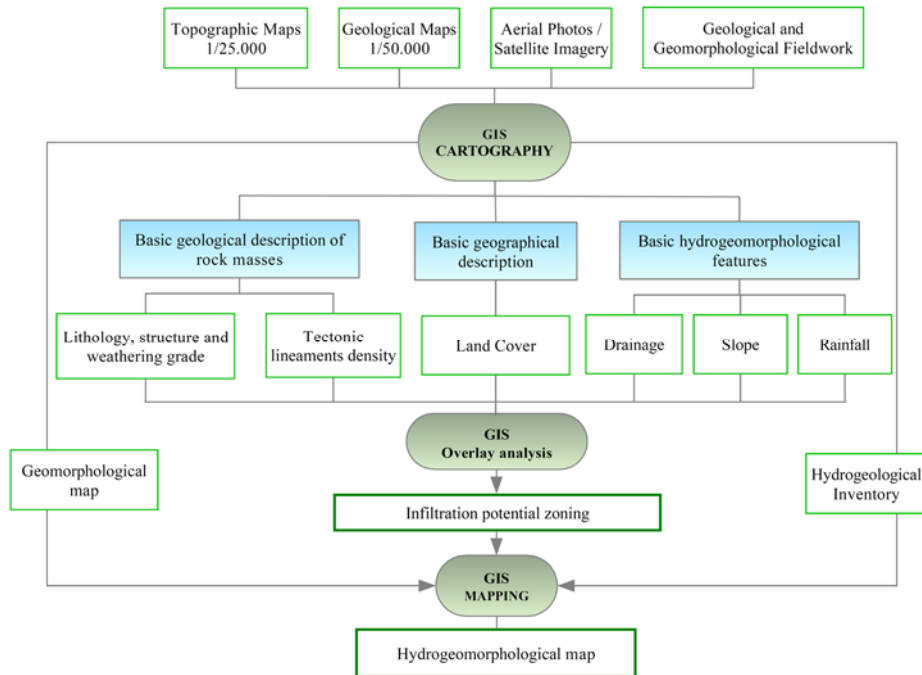 Topographic Maps
1/25.000
Geological Maps
1/50.000
Aerial Photos /
Satellite Imagery
Geological and
Geomorphological Fieldwork
GIS
CARTOGRAPHY
Basic geological description of
rock masses
Basic geographical
description
Basic hydrogeomorphological
features
Lithology, structure and
weathering grade
Tectonic
lineaments density
Land Cover
Drainage
Slope
Rainfall
GIS
Overlay analysis
Geomorphological
map
Hydrogeological
Inventory
Infiltration potential zoning
GIS
MAPPING
Hydrogeomorphological map